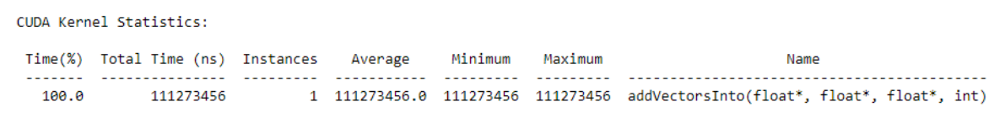 CUDA Kernel Statistics:
Time(%)  Total Time (ns)  Instances    Average     Minimum    Maximum                       Name
-------  ---------------  ---------  -----------  ---------  ---------  -------------------------------------------
100.0        111273456          1  111273456.0  111273456  111273456  addVectorsInto(float*, float*, float*, int)